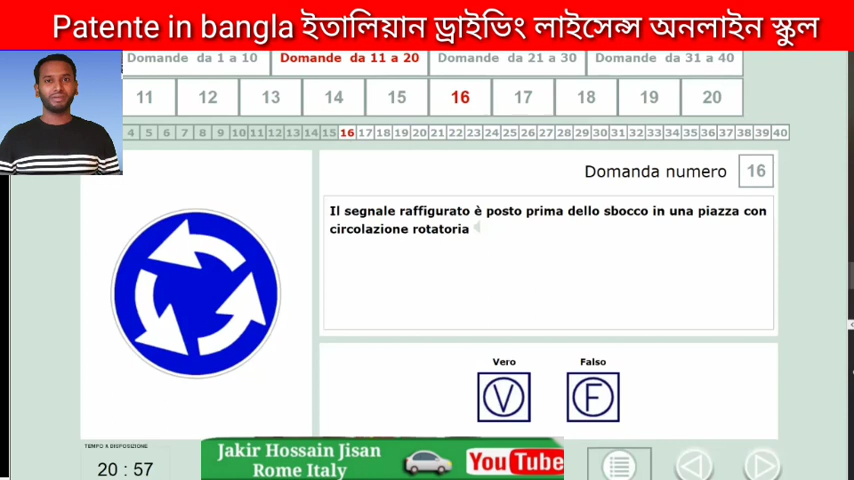 Patente in bangla ইতালিয়ান ড্রাইভিং লাইসেন্স অনলাইন স্কুল
Domande da 1 a 10 Domande da 11 a 20 Domande da 21 a 30 Domande da 31 a 40
11 12 13 14 15 16 17 18 19 20
4 5 6 7 8 9 10 11 12 13 14 15 16 17 18 19 20 21 22 23 24 25 26 27 28 29 30 31 32 33 34 35 36 37 38 39 40
Domanda numero 16
Il segnale raffigurato è posto prima dello sbocco in una piazza con
circolazione rotatoria
Vero Falso
V F
TEMPO A DISPOSIZIONE
20 : 57
Jakir Hossain Jisan
Rome Italy
YouTube